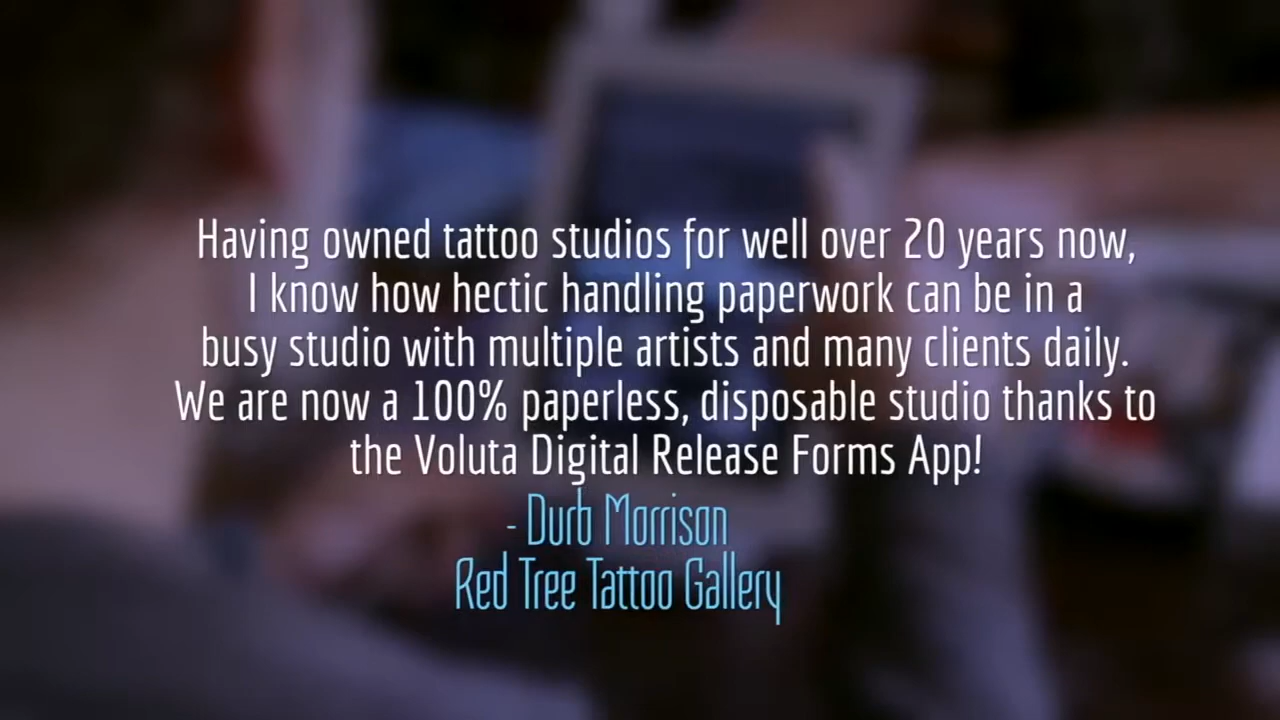 Having owned tattoo studios for well over 20 years now,
I know how hectic handling paperwork can be in a
busy studio with multiple artists and many clients daily.
We are now a 100% paperless, disposable studio thanks to
the Voluta Digital Release Forms App!
- Durb Morrison
Red Tree Tattoo Gallery